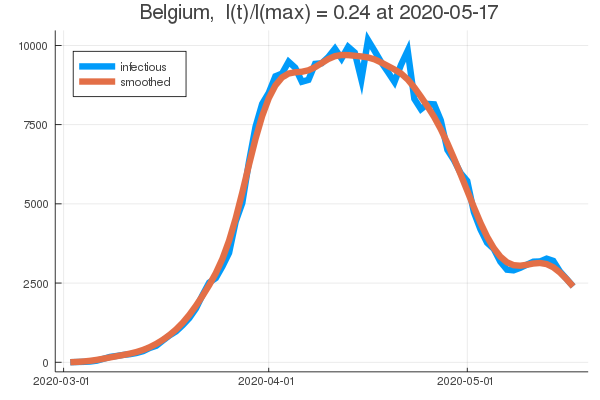 Belgium,  I(t)/I(max) = 0.24 at 2020-05-17
10000
infectious
smoothed
7500
5000
2500
0
2020-03-01 2020-04-01 2020-05-01